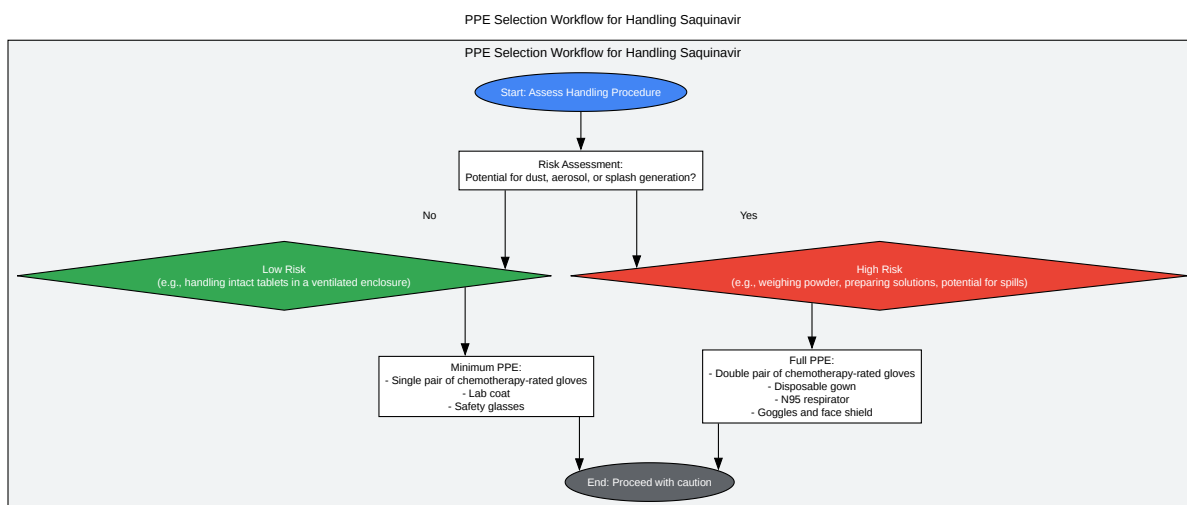 PPE Selection Workflow for Handling Saquinavir
PPE Selection Workflow for Handling Saquinavir
Start: Assess Handling Procedure
Risk Assessment:
Potential for dust, aerosol, or splash generation?
No
Yes
Low Risk
(e.g., handling intact tablets in a ventilated enclosure)
High Risk
(e.g., weighing powder, preparing solutions, potential for spills)
Minimum PPE:
- Single pair of chemotherapy-rated gloves
- Lab coat
- Safety glasses
Full PPE:
- Double pair of chemotherapy-rated gloves
- Disposable gown
- N95 respirator
- Goggles and face shield
End: Proceed with caution